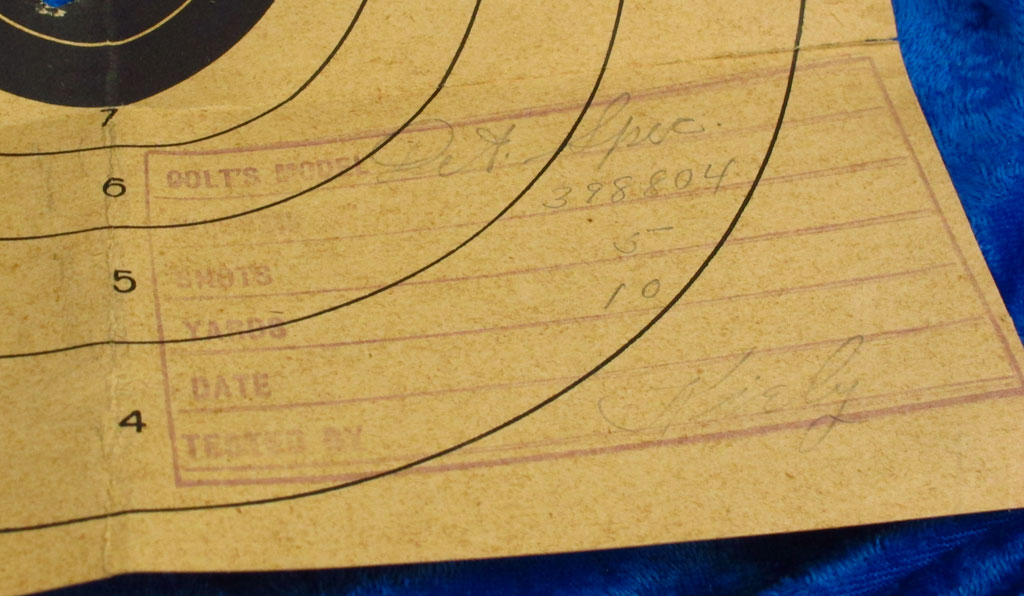 7
6
5
4
COLT'S MODEL Det. Spec.
398804
SHOTS 5
YARDS 10
DATE
TESTED BY